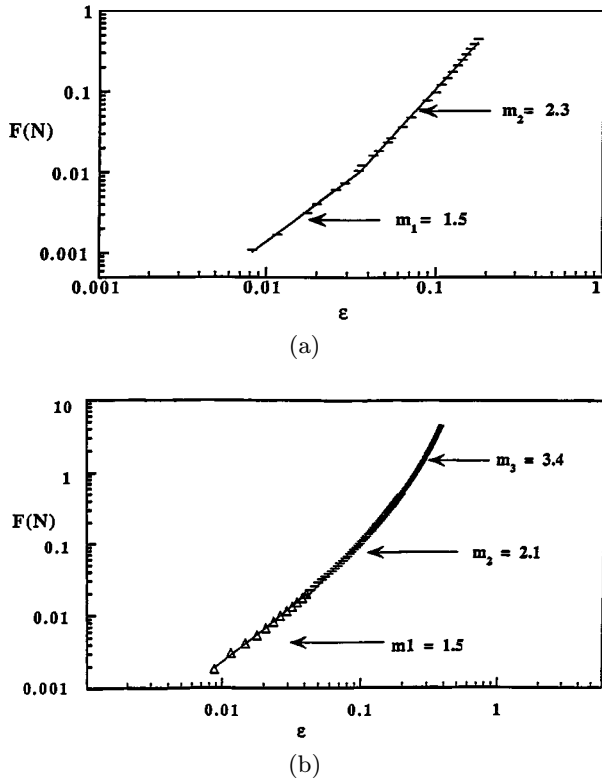 1
0.1
F(N)
m2 = 2.3
0.01
m1 = 1.5
0.001
0.001 0.01 0.1 1
ε
(a)
10
m3 = 3.4
1
F(N)
0.1
m2 = 2.1
0.01
m1 = 1.5
0.001
0.01 0.1 1
ε
(b)